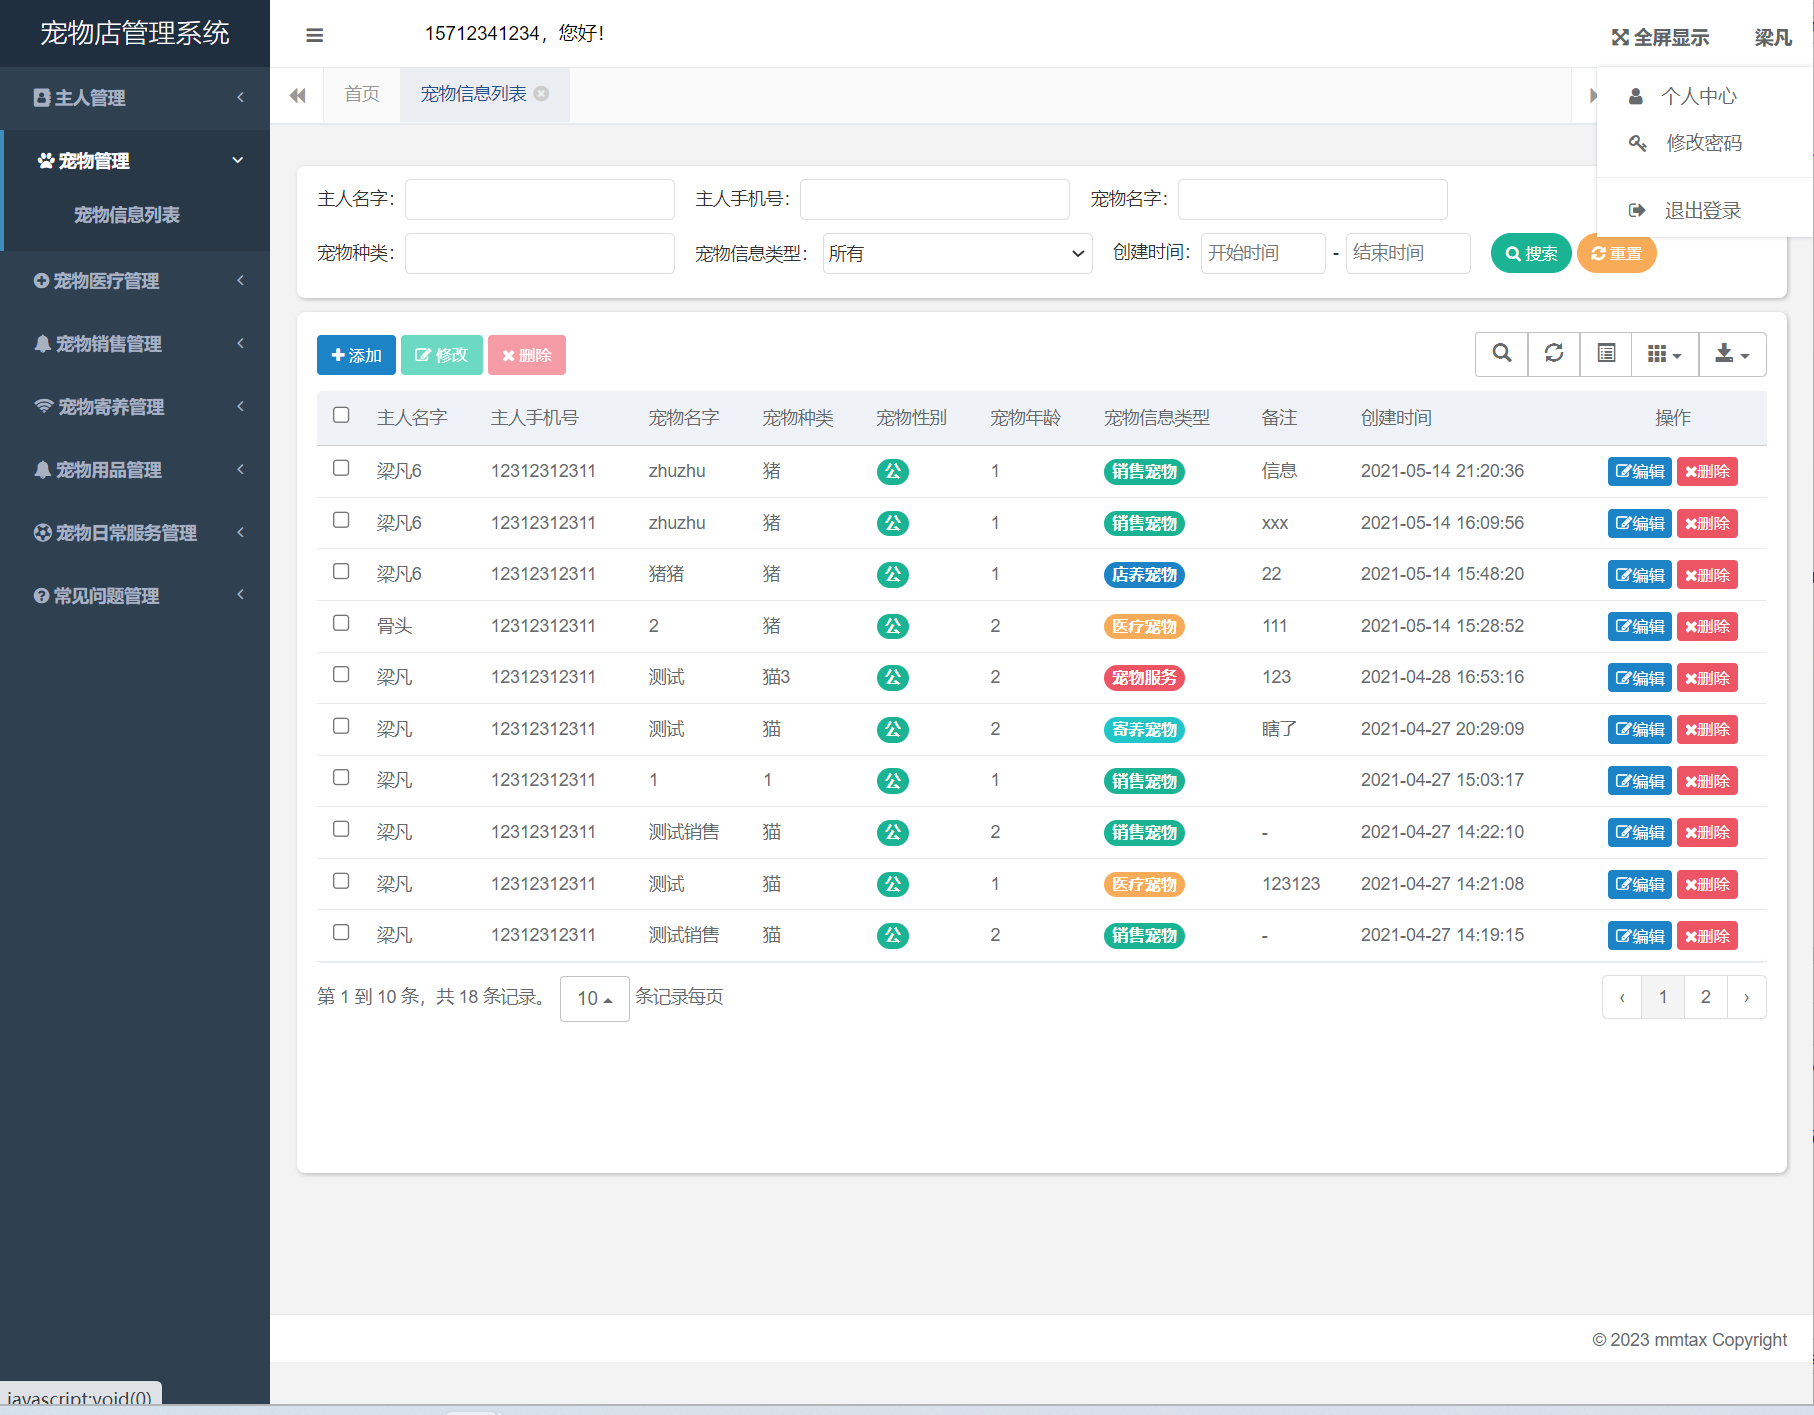 宠物店管理系统
15712341234，您好！
全屏显示 梁凡
主人管理
宠物管理
宠物信息列表
宠物医疗管理
宠物销售管理
宠物寄养管理
宠物用品管理
宠物日常服务管理
常见问题管理
首页 宠物信息列表
个人中心
修改密码
退出登录
主人名字： 主人手机号： 宠物名字：
宠物种类： 宠物信息类型： 所有 创建时间： 开始时间 - 结束时间 搜索 重置
添加 修改 删除
主人名字 主人手机号 宠物名字 宠物种类 宠物性别 宠物年龄 宠物信息类型 备注 创建时间 操作
梁凡6 12312312311 zhuzhu 猪 公 1 销售宠物 信息 2021-05-14 21:20:36 编辑 删除
梁凡6 12312312311 zhuzhu 猪 公 1 销售宠物 xxx 2021-05-14 16:09:56 编辑 删除
梁凡6 12312312311 猪猪 猪 公 1 店养宠物 22 2021-05-14 15:48:20 编辑 删除
骨头 12312312311 2 猪 公 2 医疗宠物 111 2021-05-14 15:28:52 编辑 删除
梁凡 12312312311 测试 猫3 公 2 宠物服务 123 2021-04-28 16:53:16 编辑 删除
梁凡 12312312311 测试 猫 公 2 寄养宠物 瞎了 2021-04-27 20:29:09 编辑 删除
梁凡 12312312311 1 1 公 1 销售宠物 2021-04-27 15:03:17 编辑 删除
梁凡 12312312311 测试销售 猫 公 2 销售宠物 - 2021-04-27 14:22:10 编辑 删除
梁凡 12312312311 测试 猫 公 1 医疗宠物 123123 2021-04-27 14:21:08 编辑 删除
梁凡 12312312311 测试销售 猫 公 2 销售宠物 - 2021-04-27 14:19:15 编辑 删除
第 1 到 10 条，共 18 条记录。 10 条记录每页 ‹ 1 2 ›
© 2023 mmtax Copyright
javascript:void(0)